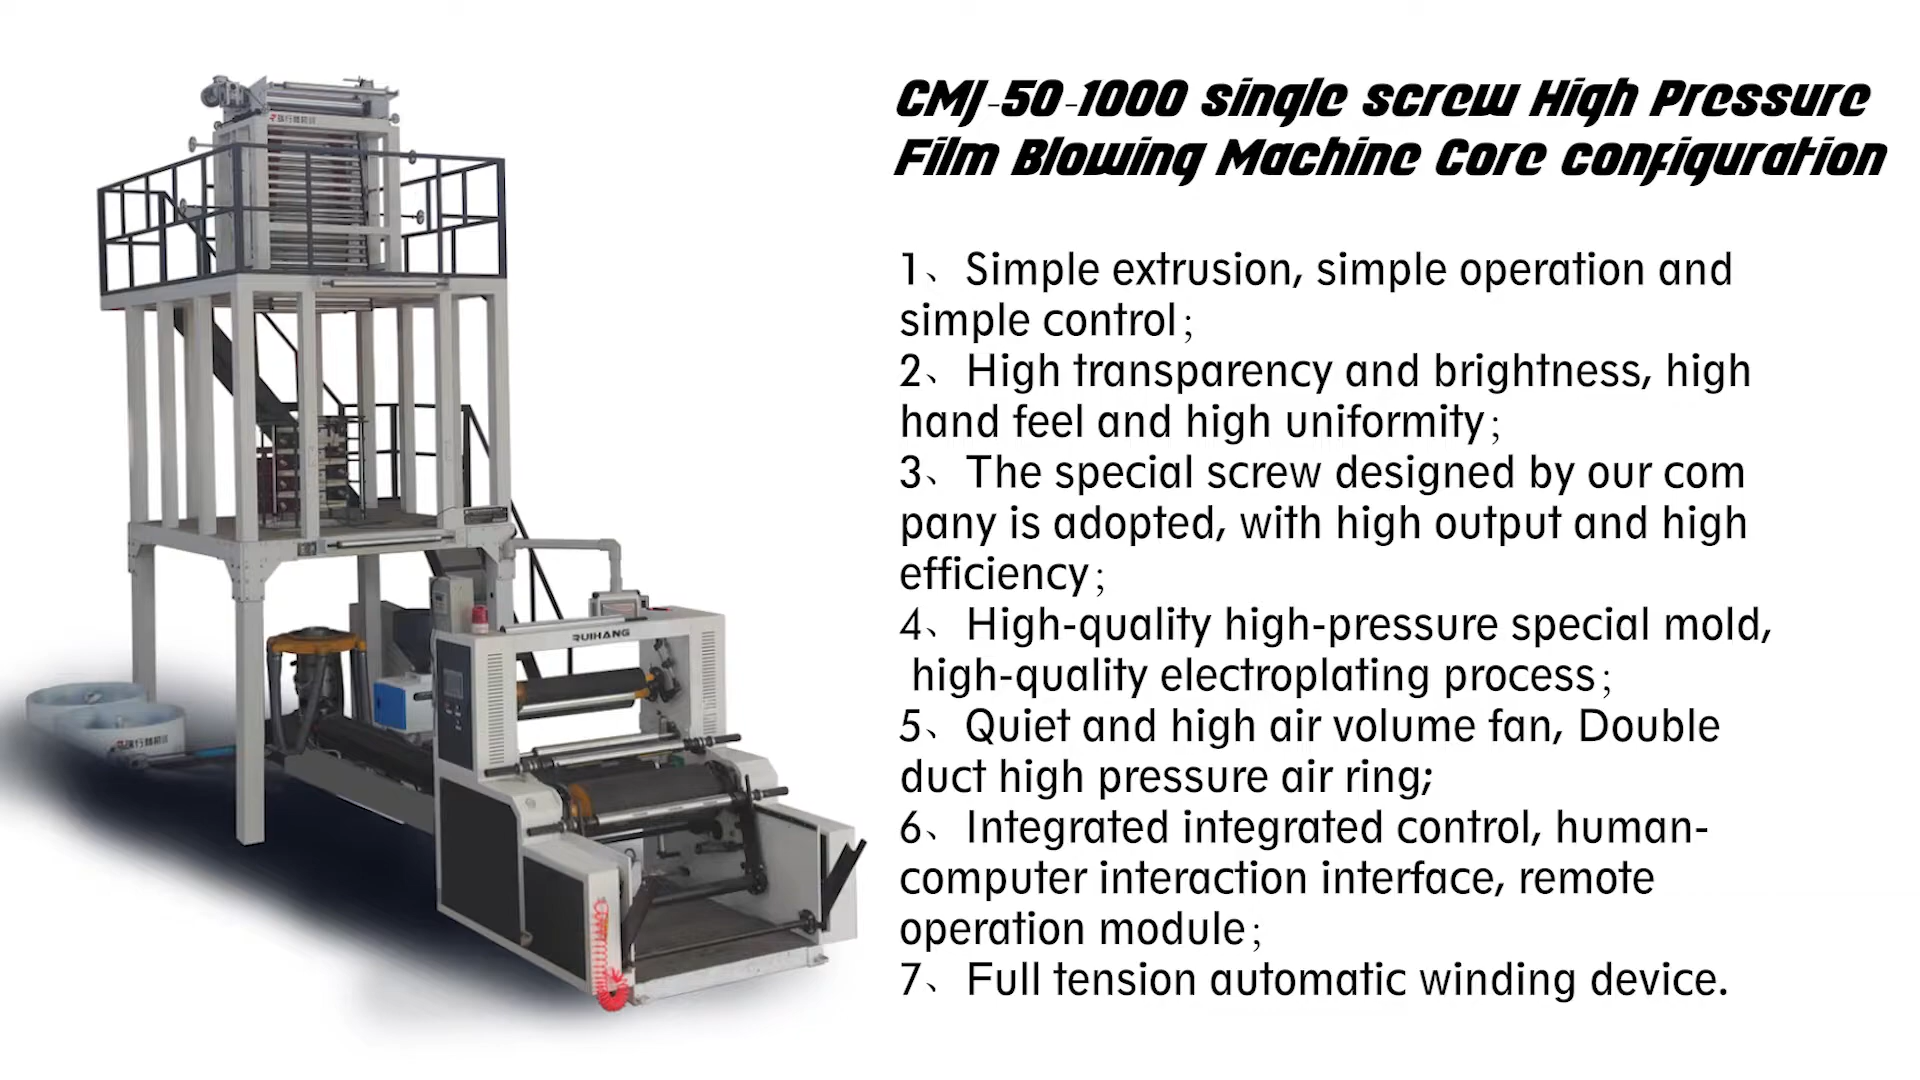 CMJ-50-1000 single screw High Pressure
Film Blowing Machine Core configuration
1、Simple extrusion, simple operation and
simple control;
2、High transparency and brightness, high
hand feel and high uniformity;
3、The special screw designed by our com
pany is adopted, with high output and high
efficiency;
4、High-quality high-pressure special mold,
high-quality electroplating process;
5、Quiet and high air volume fan, Double
duct high pressure air ring;
6、Integrated integrated control, human-
computer interaction interface, remote
operation module;
7、Full tension automatic winding device.
RUIHANG